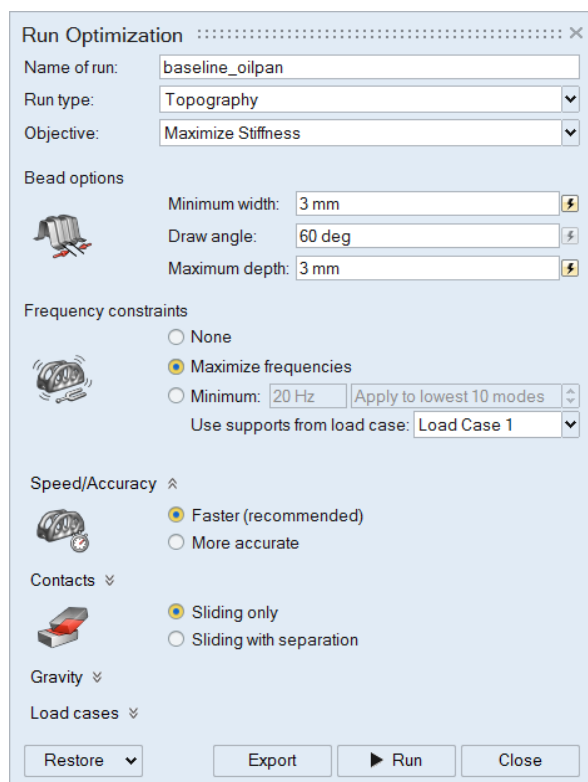 Run Optimization
Name of run: baseline_oilpan
Run type: Topography
Objective: Maximize Stiffness
Bead options
Minimum width: 3 mm
Draw angle: 60 deg
Maximum depth: 3 mm
Frequency constraints
None
Maximize frequencies
Minimum: 20 Hz Apply to lowest 10 modes
Use supports from load case: Load Case 1
Speed/Accuracy
Faster (recommended)
More accurate
Contacts
Sliding only
Sliding with separation
Gravity
Load cases
Restore Export Run Close